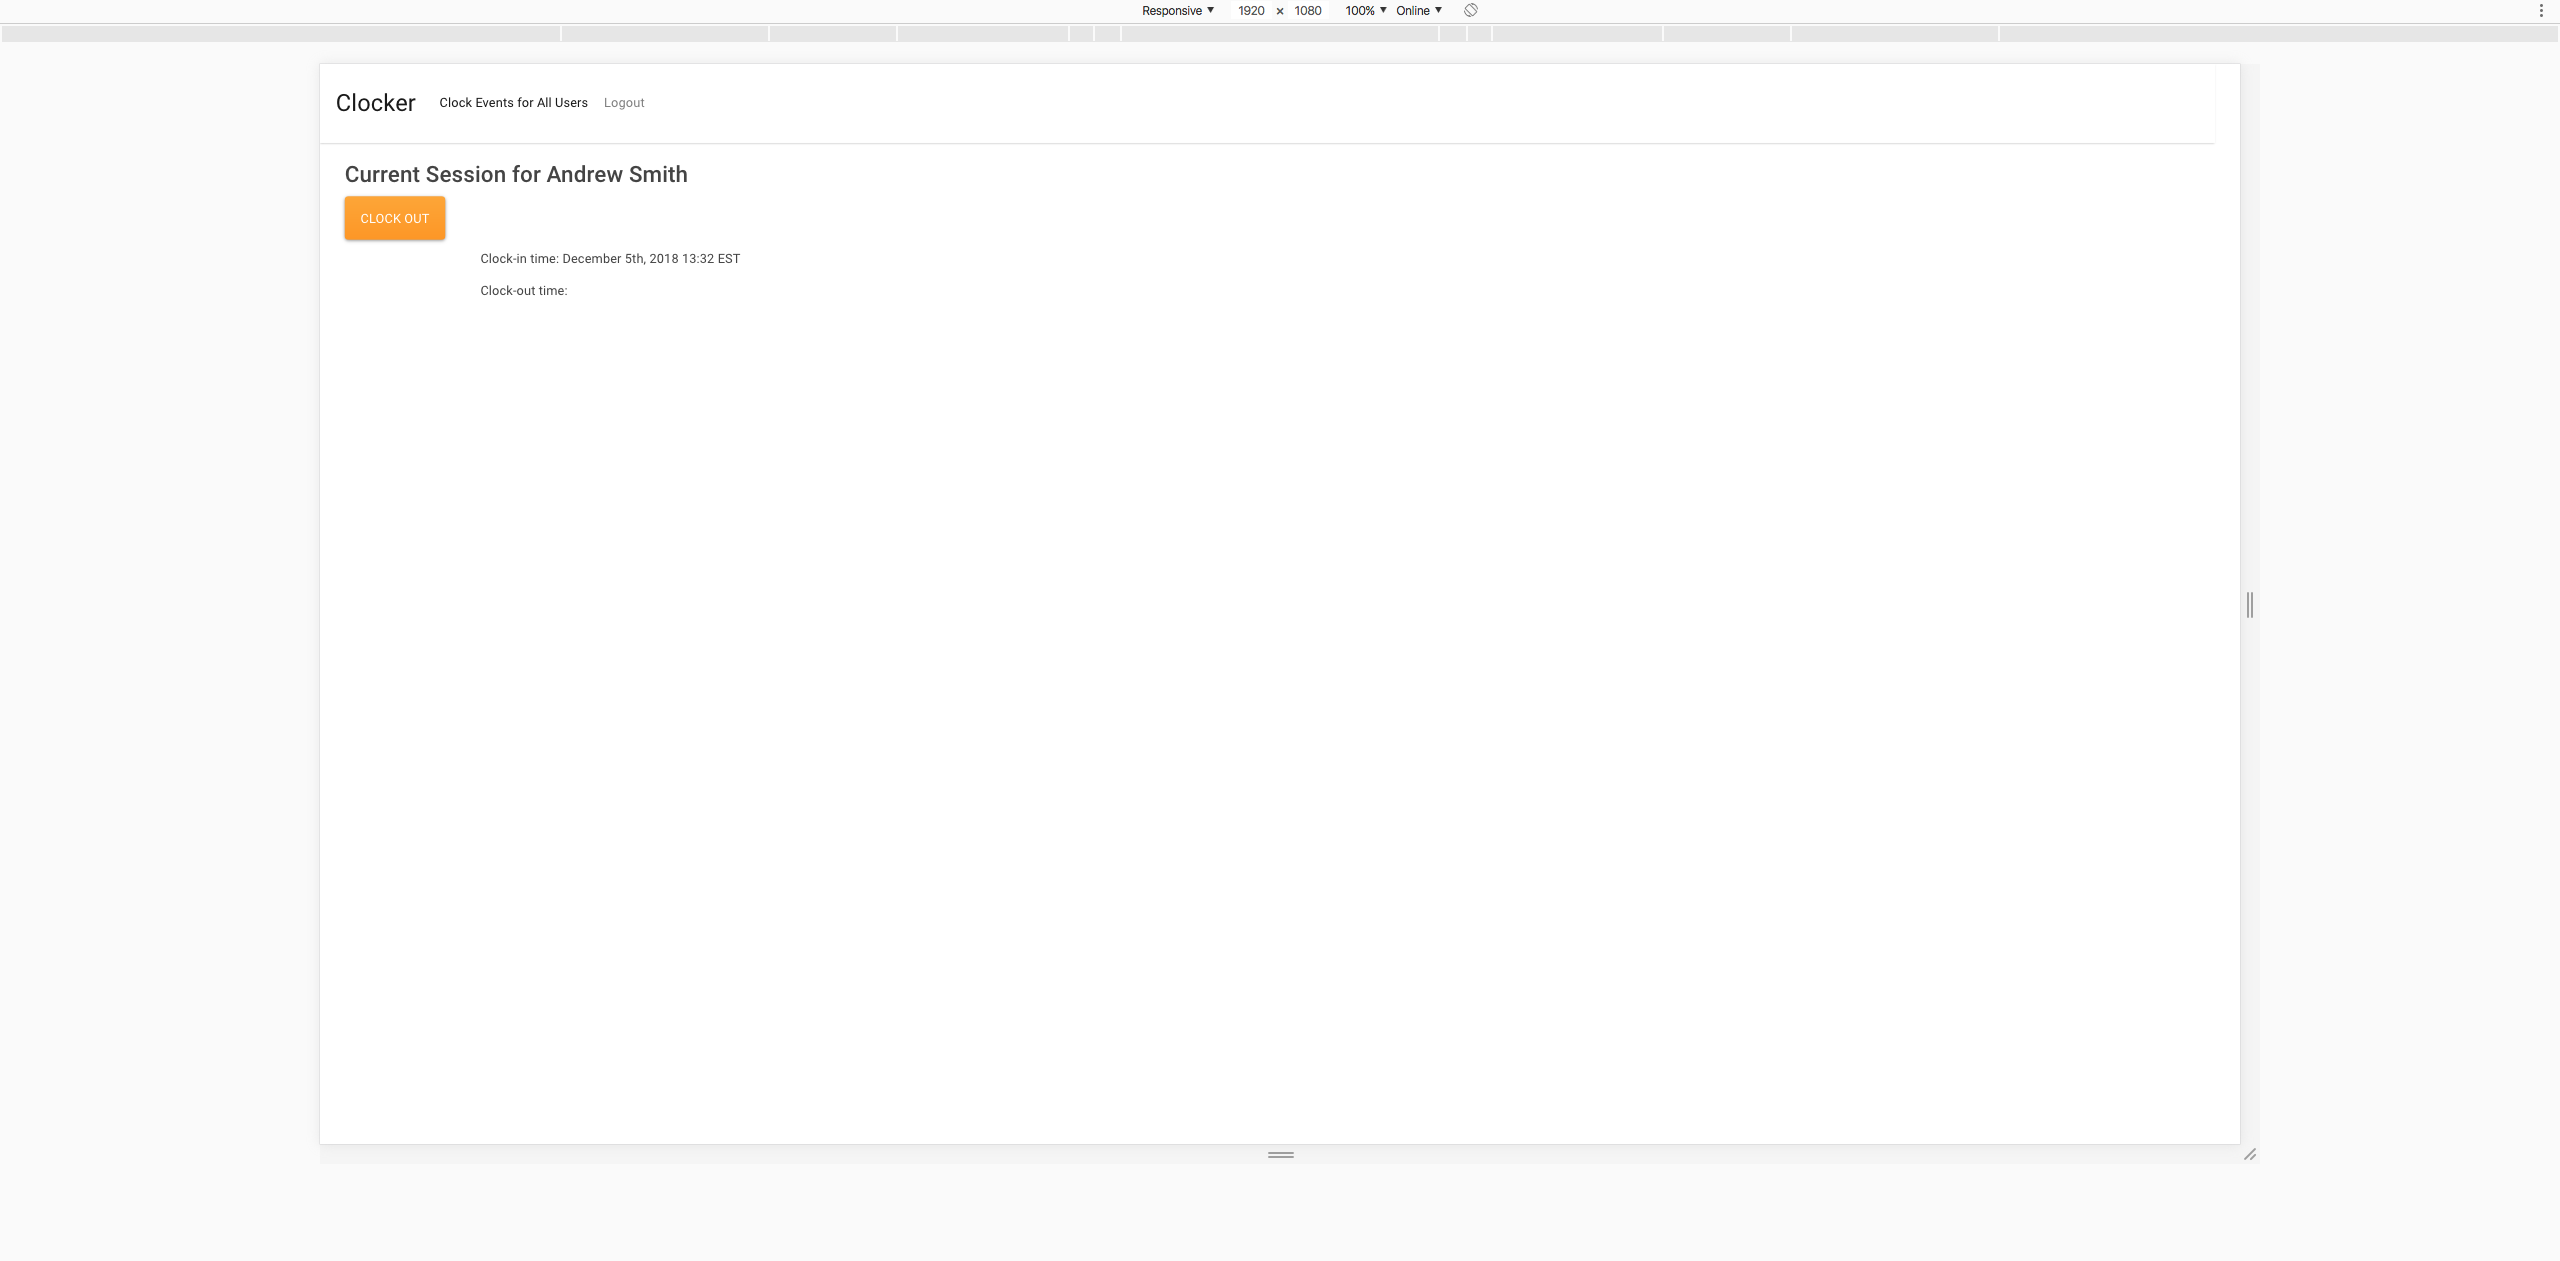 Responsive ▼ 1920 × 1080 100% ▼ Online ▼
Clocker Clock Events for All Users Logout
Current Session for Andrew Smith
CLOCK OUT
Clock-in time: December 5th, 2018 13:32 EST
Clock-out time: